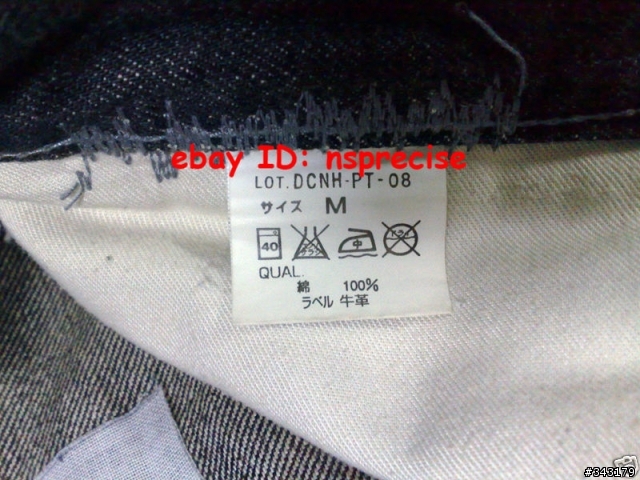 ebay ID: nsprecise
LOT. DCNH-PT-08
サイズ M
40
QUAL.
綿 100%
ラベル 牛革
#343179